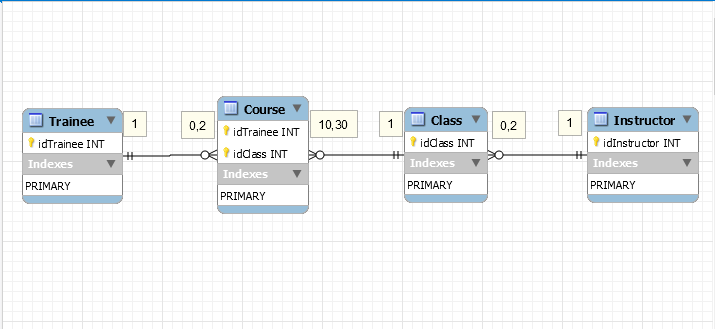 Trainee
idTrainee INT
Indexes
PRIMARY
1
0,2
Course
idTrainee INT
idClass INT
Indexes
PRIMARY
10,30
1
Class
idClass INT
Indexes
PRIMARY
0,2
1
Instructor
idInstructor INT
Indexes
PRIMARY